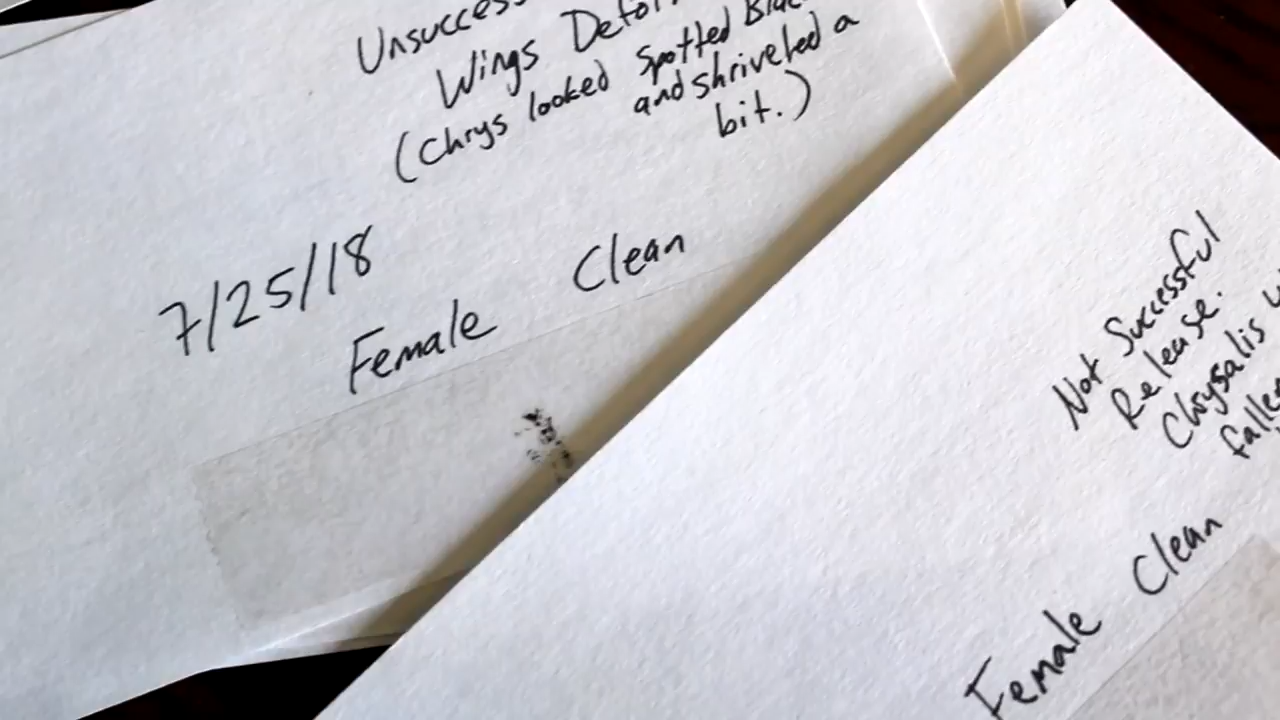 Wings
(Chrys looked Spotted
and shriveled a
bit.)
7/25/18
Female Clean
Not Successful
Release.
Chrysalis
Female Clean